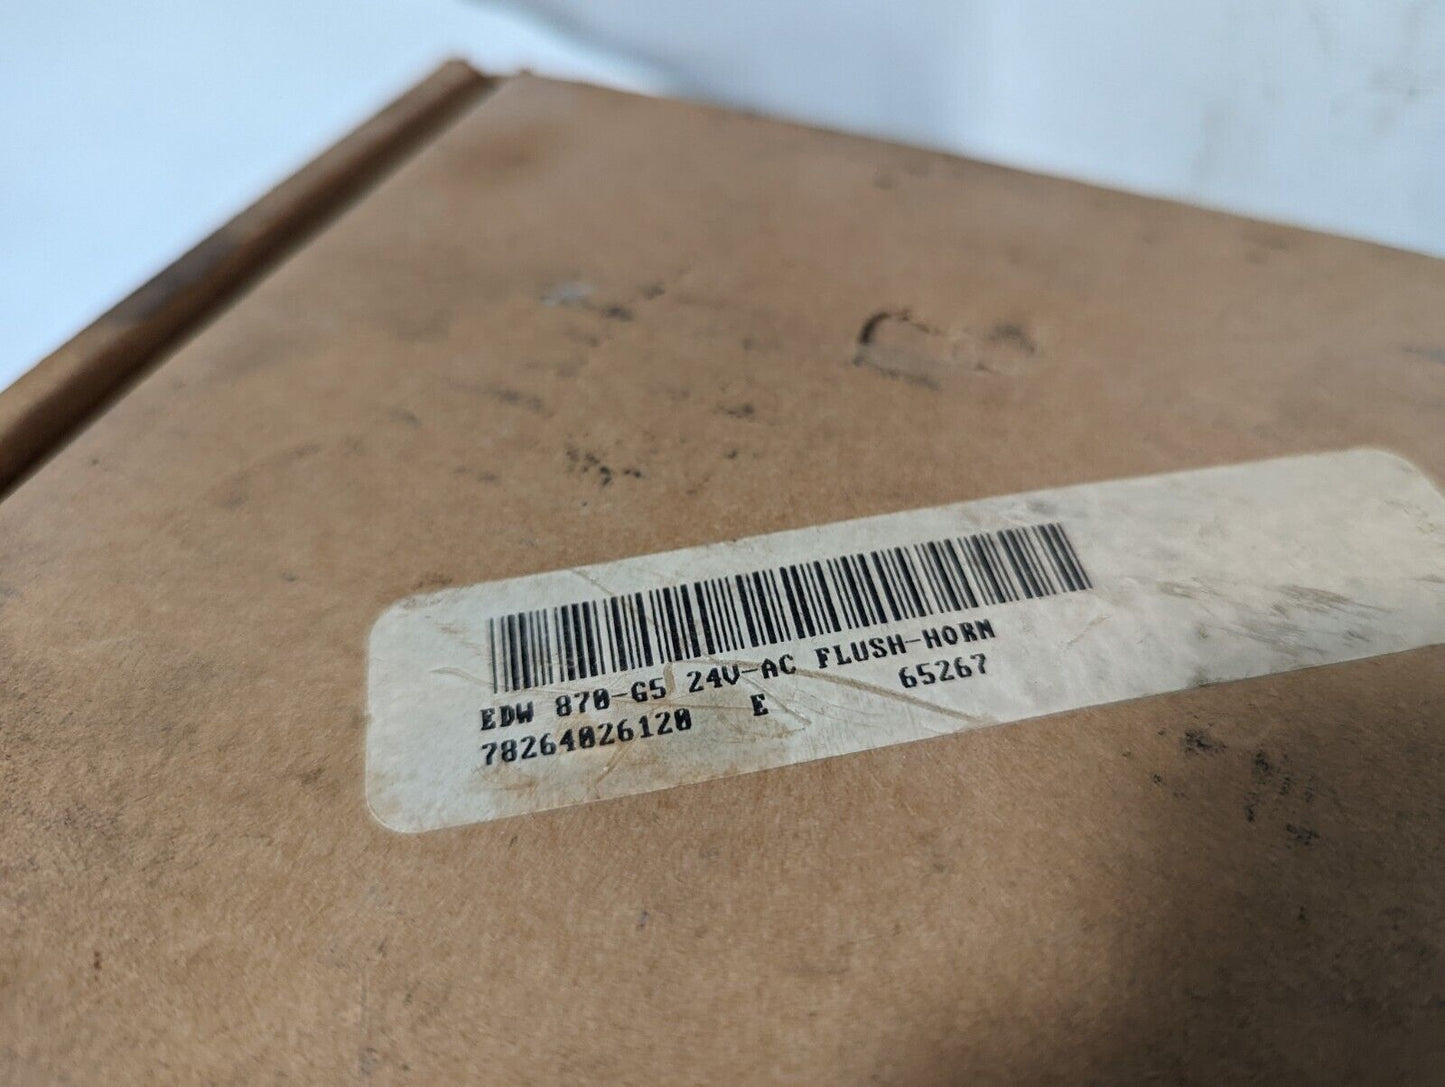 EDW 870-G5 24V-AC FLUSH-HORN
78264026120 E 65267